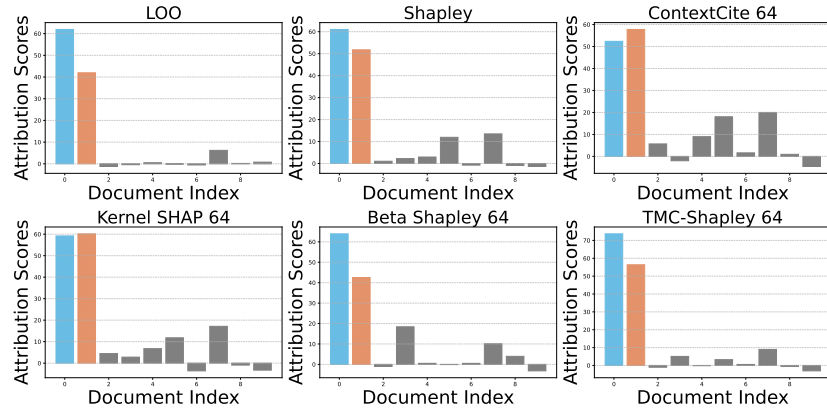 LOO
Attribution Scores
60
50
40
30
20
10
0
0 2 4 6 8
Document Index
Shapley
Attribution Scores
60
50
40
30
20
10
0
0 2 4 6 8
Document Index
ContextCite 64
Attribution Scores
60
50
40
30
20
10
0
0 2 4 6 8
Document Index
Kernel SHAP 64
Attribution Scores
60
50
40
30
20
10
0
0 2 4 6 8
Document Index
Beta Shapley 64
Attribution Scores
60
50
40
30
20
10
0
0 2 4 6 8
Document Index
TMC-Shapley 64
Attribution Scores
70
60
50
40
30
20
10
0
0 2 4 6 8
Document Index